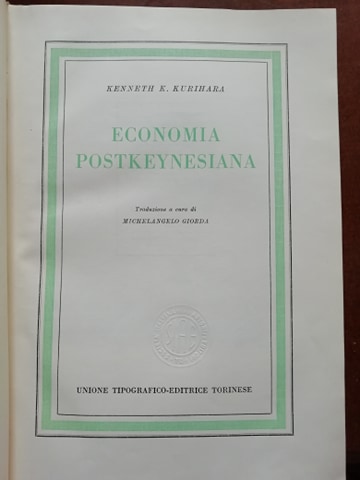 KENNETH K. KURIHARA
ECONOMIA
POSTKEYNESIANA
Traduzione a cura di
MICHELANGELO GIORDA
UNIONE TIPOGRAFICO-EDITRICE TORINESE